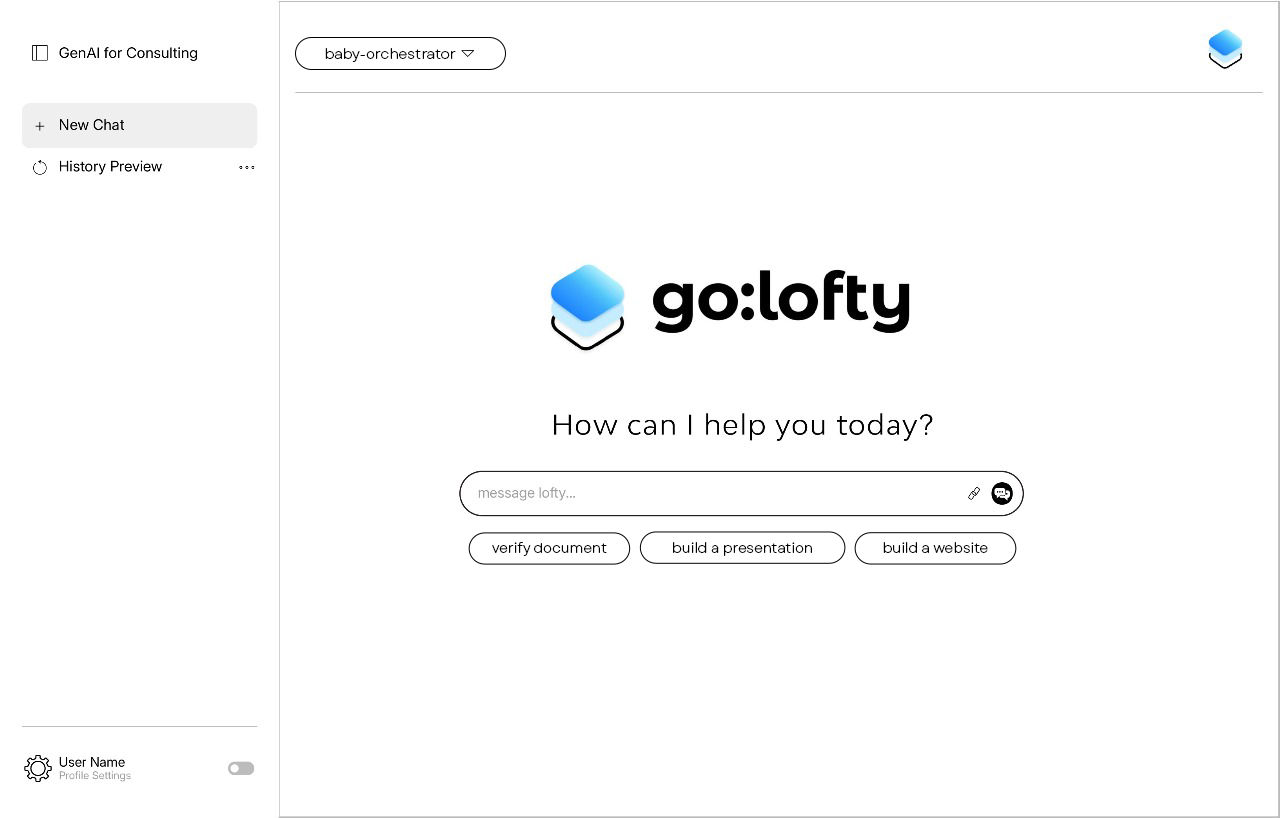 GenAI for Consulting
New Chat
History Preview
User Name
Profile Settings
baby-orchestrator
go:lofty
How can I help you today?
message lofty...
verify document
build a presentation
build a website